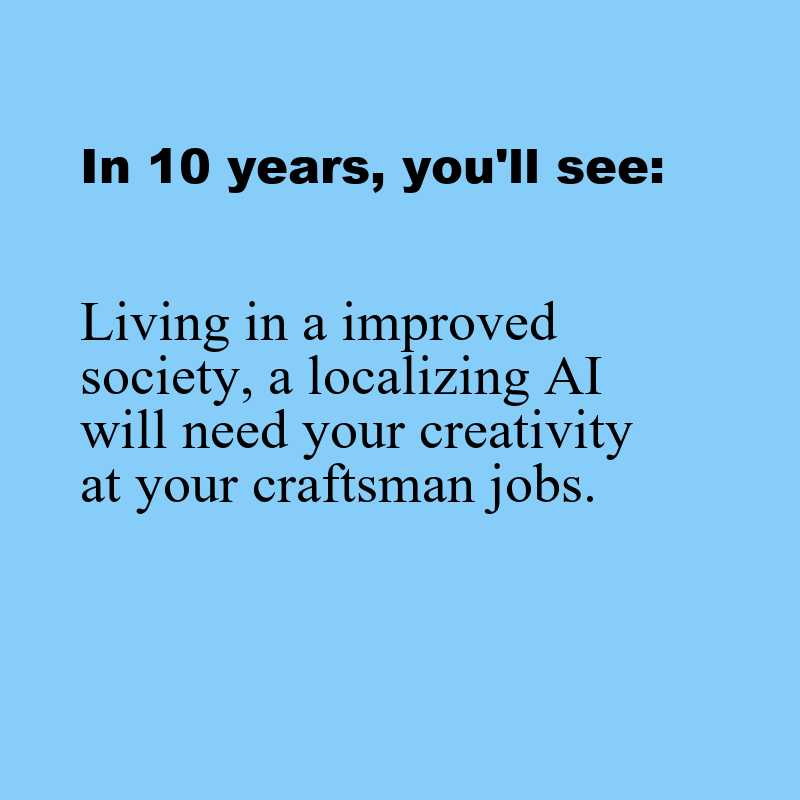 In 10 years, you'll see:
Living in a improved
society, a localizing AI
will need your creativity
at your craftsman jobs.